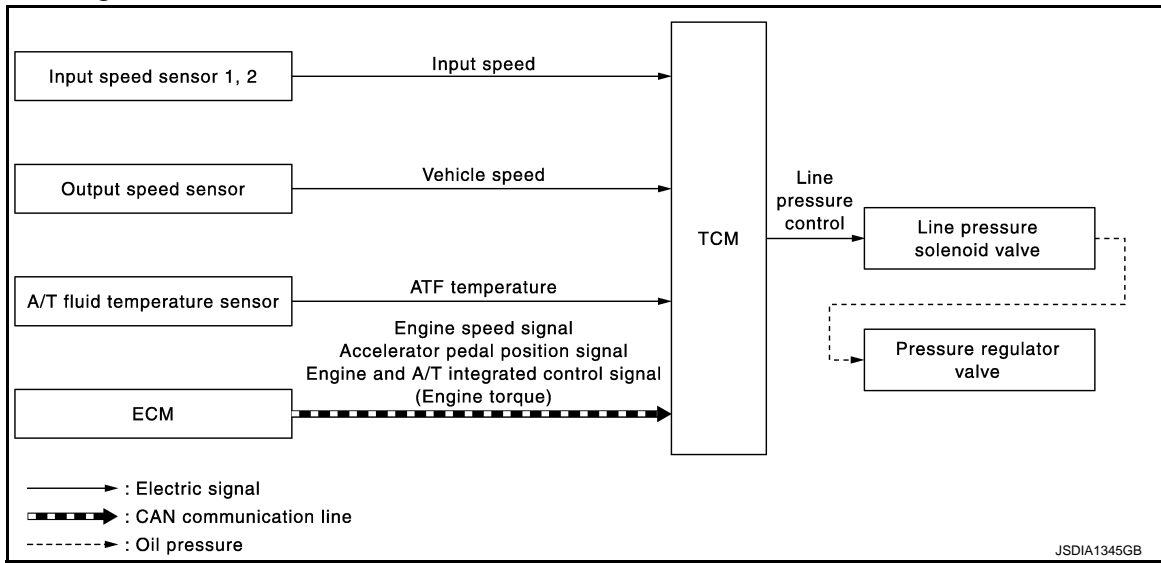 Input speed sensor 1, 2
Input speed
Output speed sensor
Vehicle speed
A/T fluid temperature sensor
ATF temperature
Engine speed signal
Accelerator pedal position signal
Engine and A/T integrated control signal
(Engine torque)
ECM
TCM
Line
pressure
control
Line pressure
solenoid valve
Pressure regulator
valve
: Electric signal
: CAN communication line
: Oil pressure
JSDIA1345GB